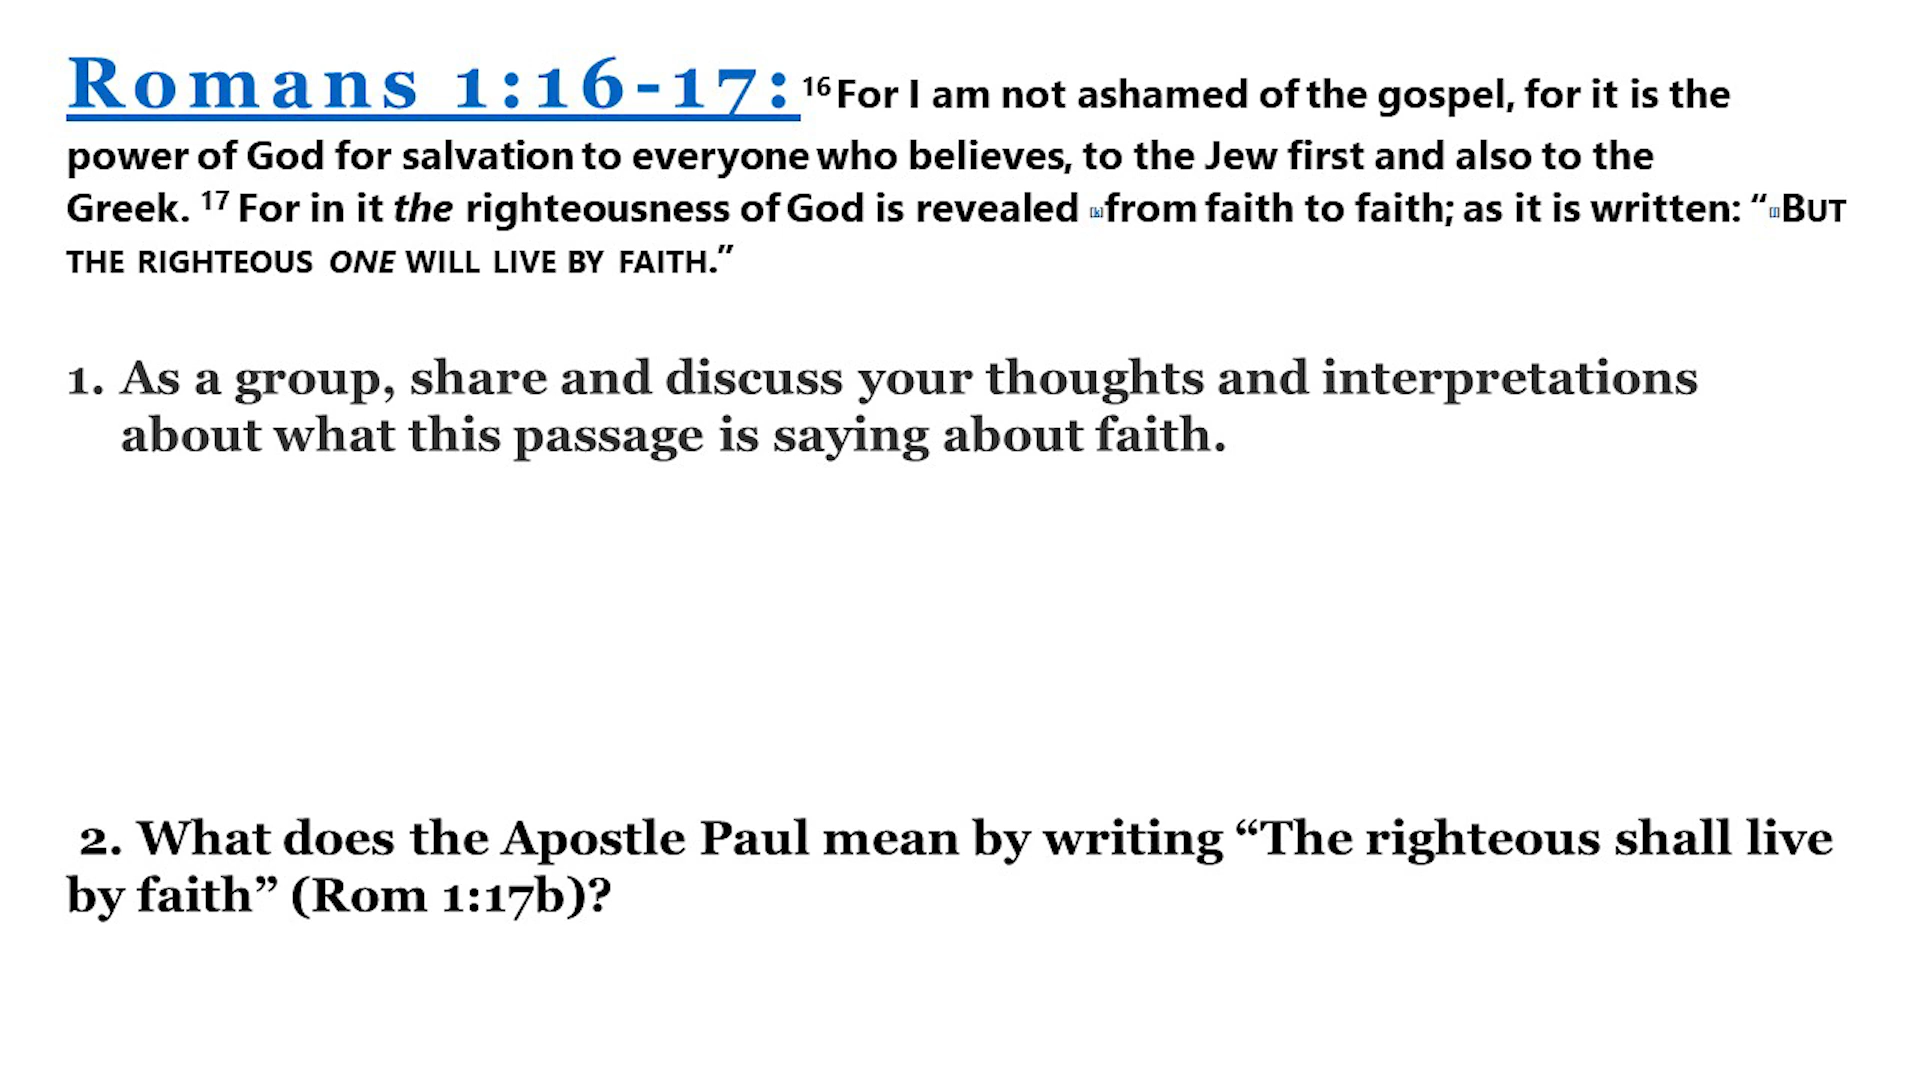 Romans 1:16-17: 16 For I am not ashamed of the gospel, for it is the
power of God for salvation to everyone who believes, to the Jew first and also to the
Greek. 17 For in it the righteousness of God is revealed [k]from faith to faith; as it is written: “[l]BUT
THE RIGHTEOUS ONE WILL LIVE BY FAITH.”
1. As a group, share and discuss your thoughts and interpretations
about what this passage is saying about faith.
2. What does the Apostle Paul mean by writing “The righteous shall live
by faith” (Rom 1:17b)?